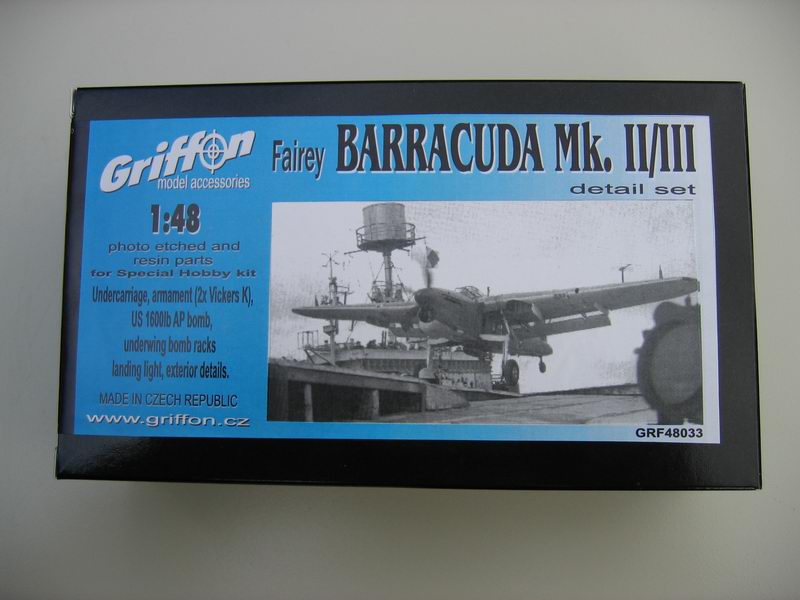 Griffon
model accessories
Fairey BARRACUDA Mk. II/III
detail set
1:48
photo etched and
resin parts
for Special Hobby kit
Undercarriage, armament (2x Vickers K),
US 1600lb AP bomb,
underwing bomb racks
landing light, exterior details.
MADE IN CZECH REPUBLIC
www.griffon.cz
GRF48033